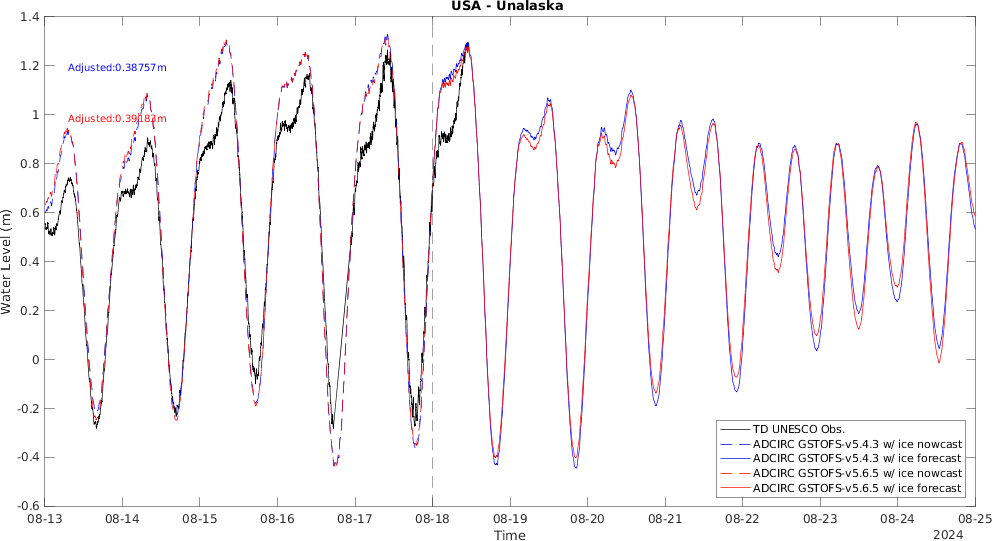 USA - Unalaska
1.4
1.2
1
0.8
0.6
0.4
0.2
0
-0.2
-0.4
-0.6
Water Level (m)
Adjusted:0.38757m
Adjusted:0.39183m
TD UNESCO Obs.
ADCIRC GSTOFS-v5.4.3 w/ ice nowcast
ADCIRC GSTOFS-v5.4.3 w/ ice forecast
ADCIRC GSTOFS-v5.6.5 w/ ice nowcast
ADCIRC GSTOFS-v5.6.5 w/ ice forecast
08-13 08-14 08-15 08-16 08-17 08-18 08-19 08-20 08-21 08-22 08-23 08-24 08-25
Time
2024